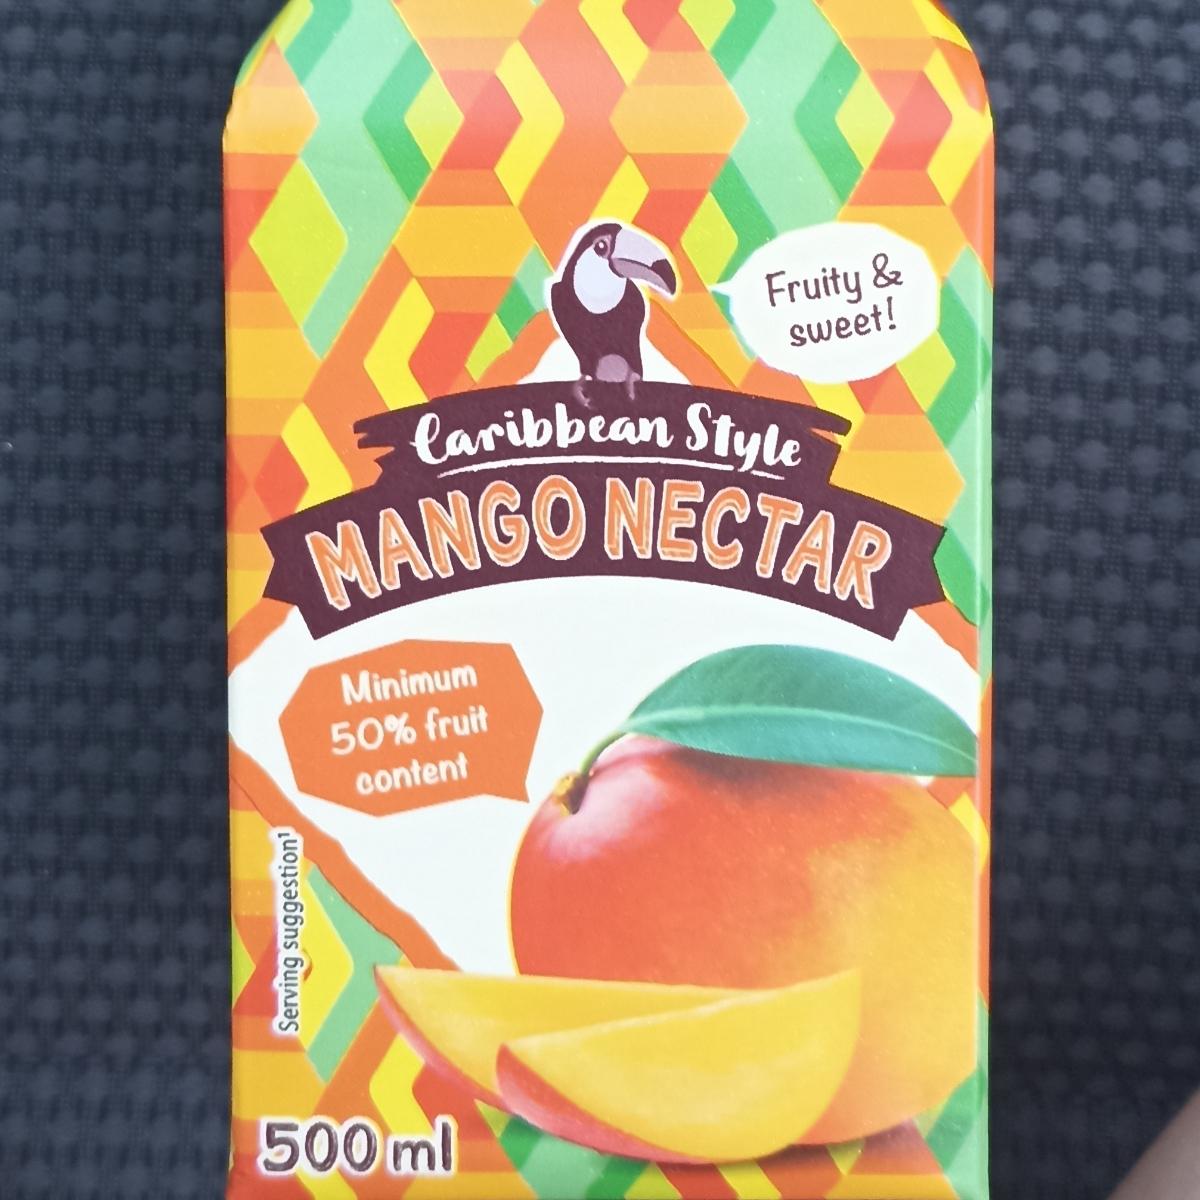 Fruity &
sweet!
Caribbean Style
MANGO NECTAR
Minimum
50% fruit
content
Serving suggestion¹
500 ml